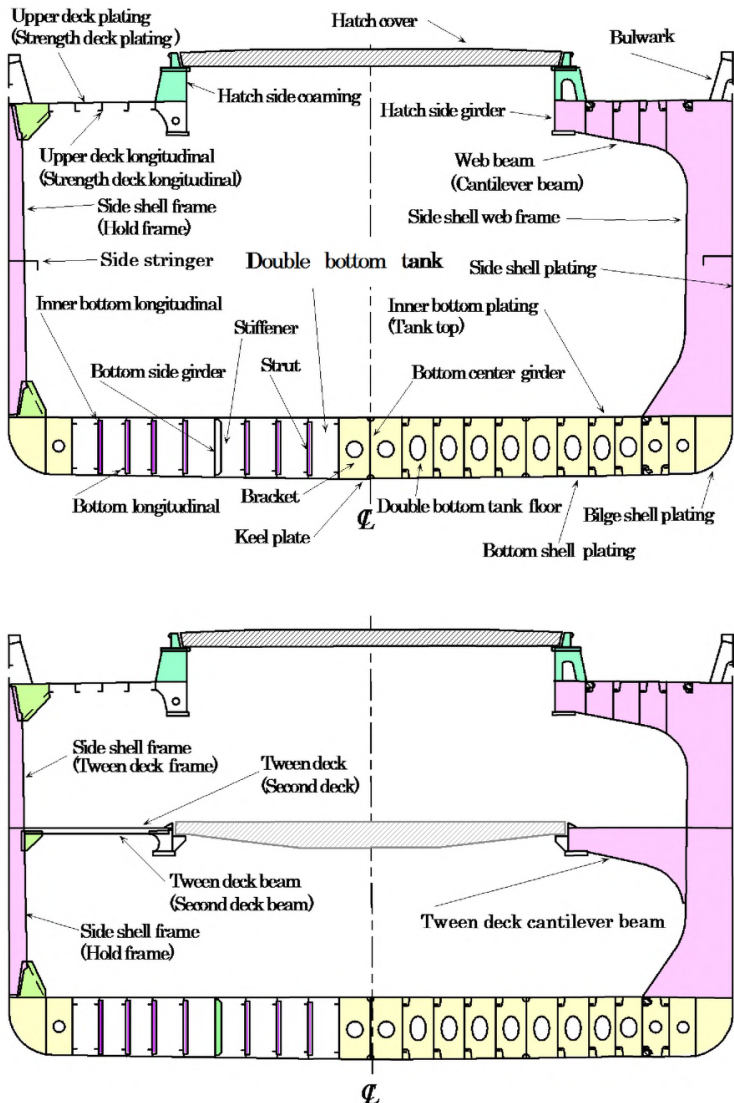 Upper deck plating
(Strength deck plating )
Hatch cover
Bulwark
Hatch side coaming
Hatch side girder
Upper deck longitudinal
(Strength deck longitudinal)
Web beam
(Cantilever beam)
Side shell frame
(Hold frame)
Side shell web frame
Side stringer
Double bottom tank
Side shell plating
Inner bottom longitudinal
Inner bottom plating
(Tank top)
Stiffener
Bottom side girder
Strut
Bottom center girder
Bracket
Bottom longitudinal
Double bottom tank floor
Bilge shell plating
Keel plate
℄
Bottom shell plating
Side shell frame
(Tween deck frame)
Tween deck
(Second deck)
Tween deck beam
(Second deck beam)
Tween deck cantilever beam
Side shell frame
(Hold frame)
℄